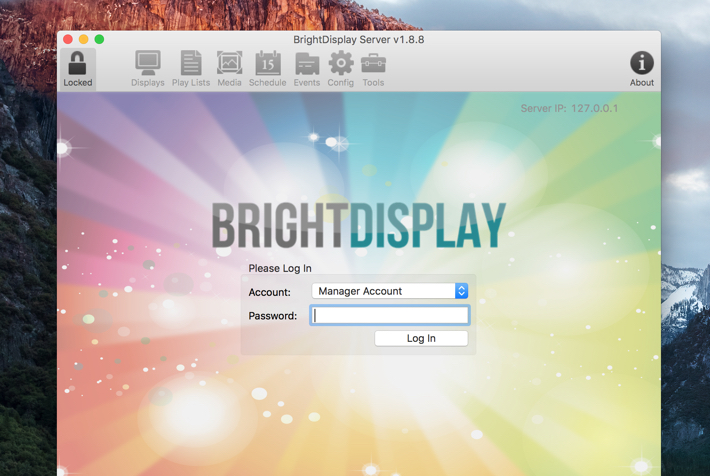 BrightDisplay Server v1.8.8
Locked Displays Play Lists Media 15 Schedule Events Config Tools About
Server IP: 127.0.0.1
BRIGHTDISPLAY
Please Log In
Account: Manager Account
Password:
Log In